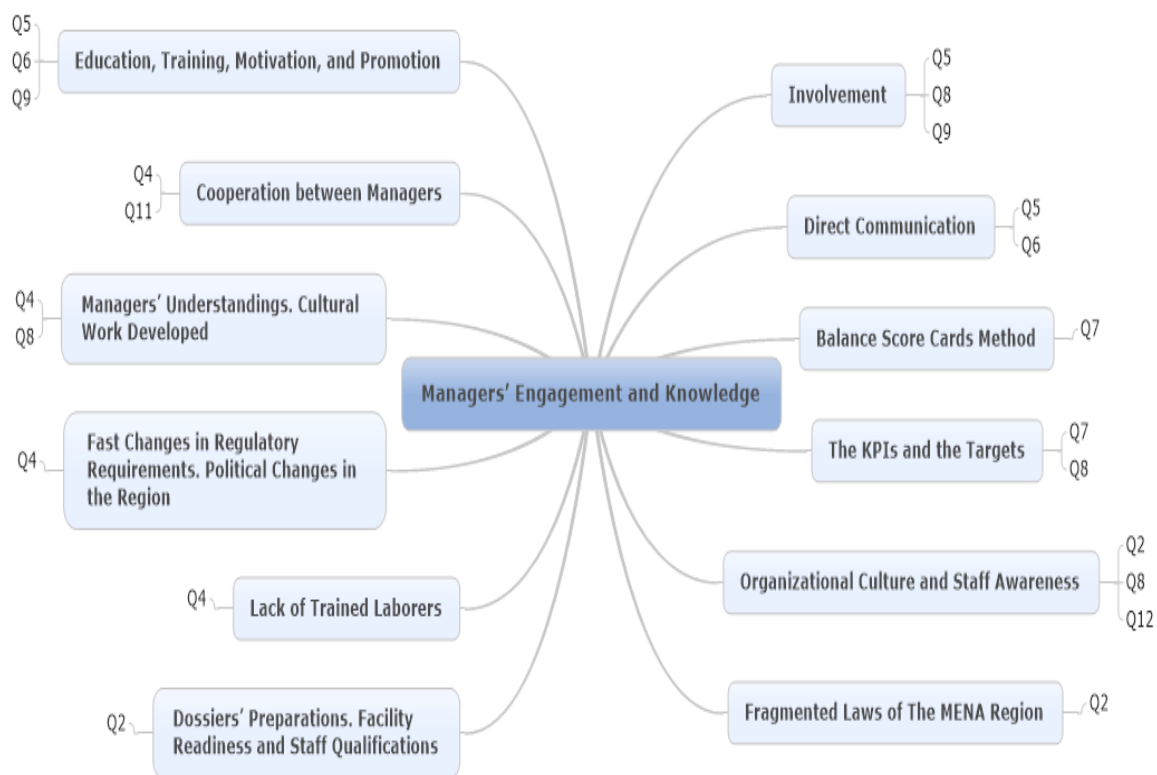 Q5
Q6
Q9
Education, Training, Motivation, and Promotion
Q4
Q11
Cooperation between Managers
Q4
Q8
Managers’ Understandings. Cultural
Work Developed
Q4
Fast Changes in Regulatory
Requirements. Political Changes in
the Region
Q4
Lack of Trained Laborers
Q2
Dossiers’ Preparations. Facility
Readiness and Staff Qualifications
Managers’ Engagement and Knowledge
Involvement
Q5
Q8
Q9
Direct Communication
Q5
Q6
Balance Score Cards Method
Q7
The KPIs and the Targets
Q7
Q8
Organizational Culture and Staff Awareness
Q2
Q8
Q12
Fragmented Laws of The MENA Region
Q2